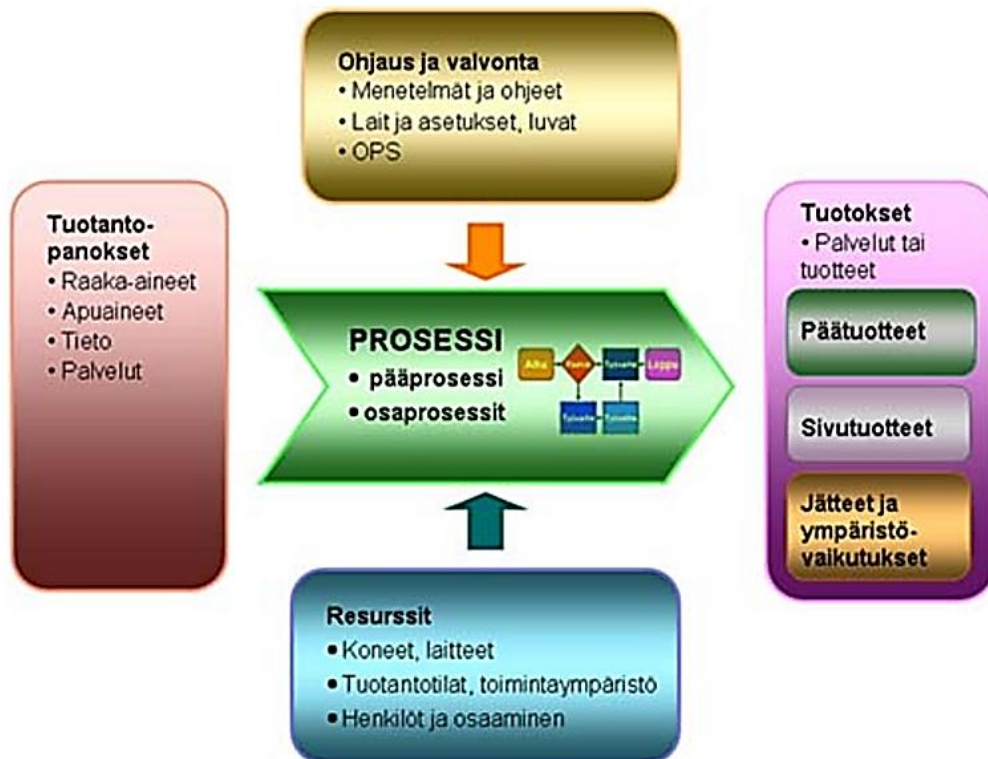 Ohjaus ja valvonta
• Menetelmät ja ohjeet
• Lait ja asetukset, luvat
• OPS
Tuotanto-
panokset
• Raaka-aineet
• Apuaineet
• Tieto
• Palvelut
PROSESSI
• pääprosessi
• osaprosessit
Alku
Loppu
Tuotokset
• Palvelut tai
tuotteet
Päätuotteet
Sivutuotteet
Jätteet ja
ympäristö-
vaikutukset
Resurssit
• Koneet, laitteet
• Tuotantotilat, toimintaympäristö
• Henkilöt ja osaaminen